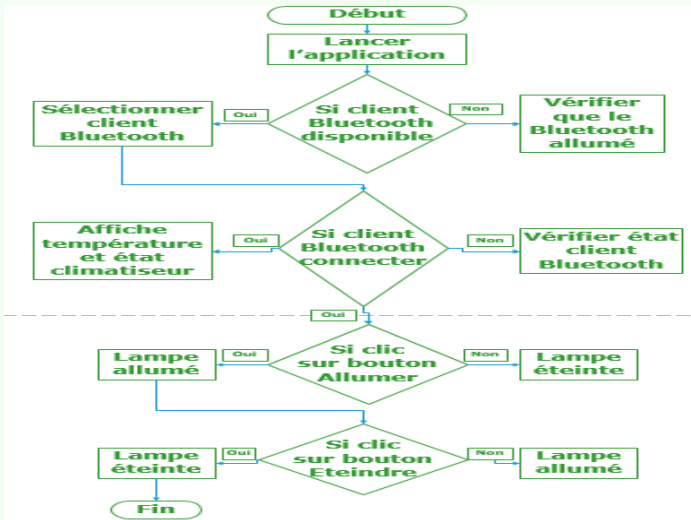 Début
Lancer
l'application
Si client
Bluetooth
disponible
Oui
Non
Sélectionner
client
Bluetooth
Vérifier
que le
Bluetooth
allumé
Si client
Bluetooth
connecter
Oui
Non
Affiche
température
et état
climatiseur
Vérifier état
client
Bluetooth
Oui
Si clic
sur bouton
Allumer
Oui
Non
Lampe
allumé
Lampe
éteinte
Si clic
sur bouton
Eteindre
Oui
Non
Lampe
éteinte
Lampe
allumé
Fin